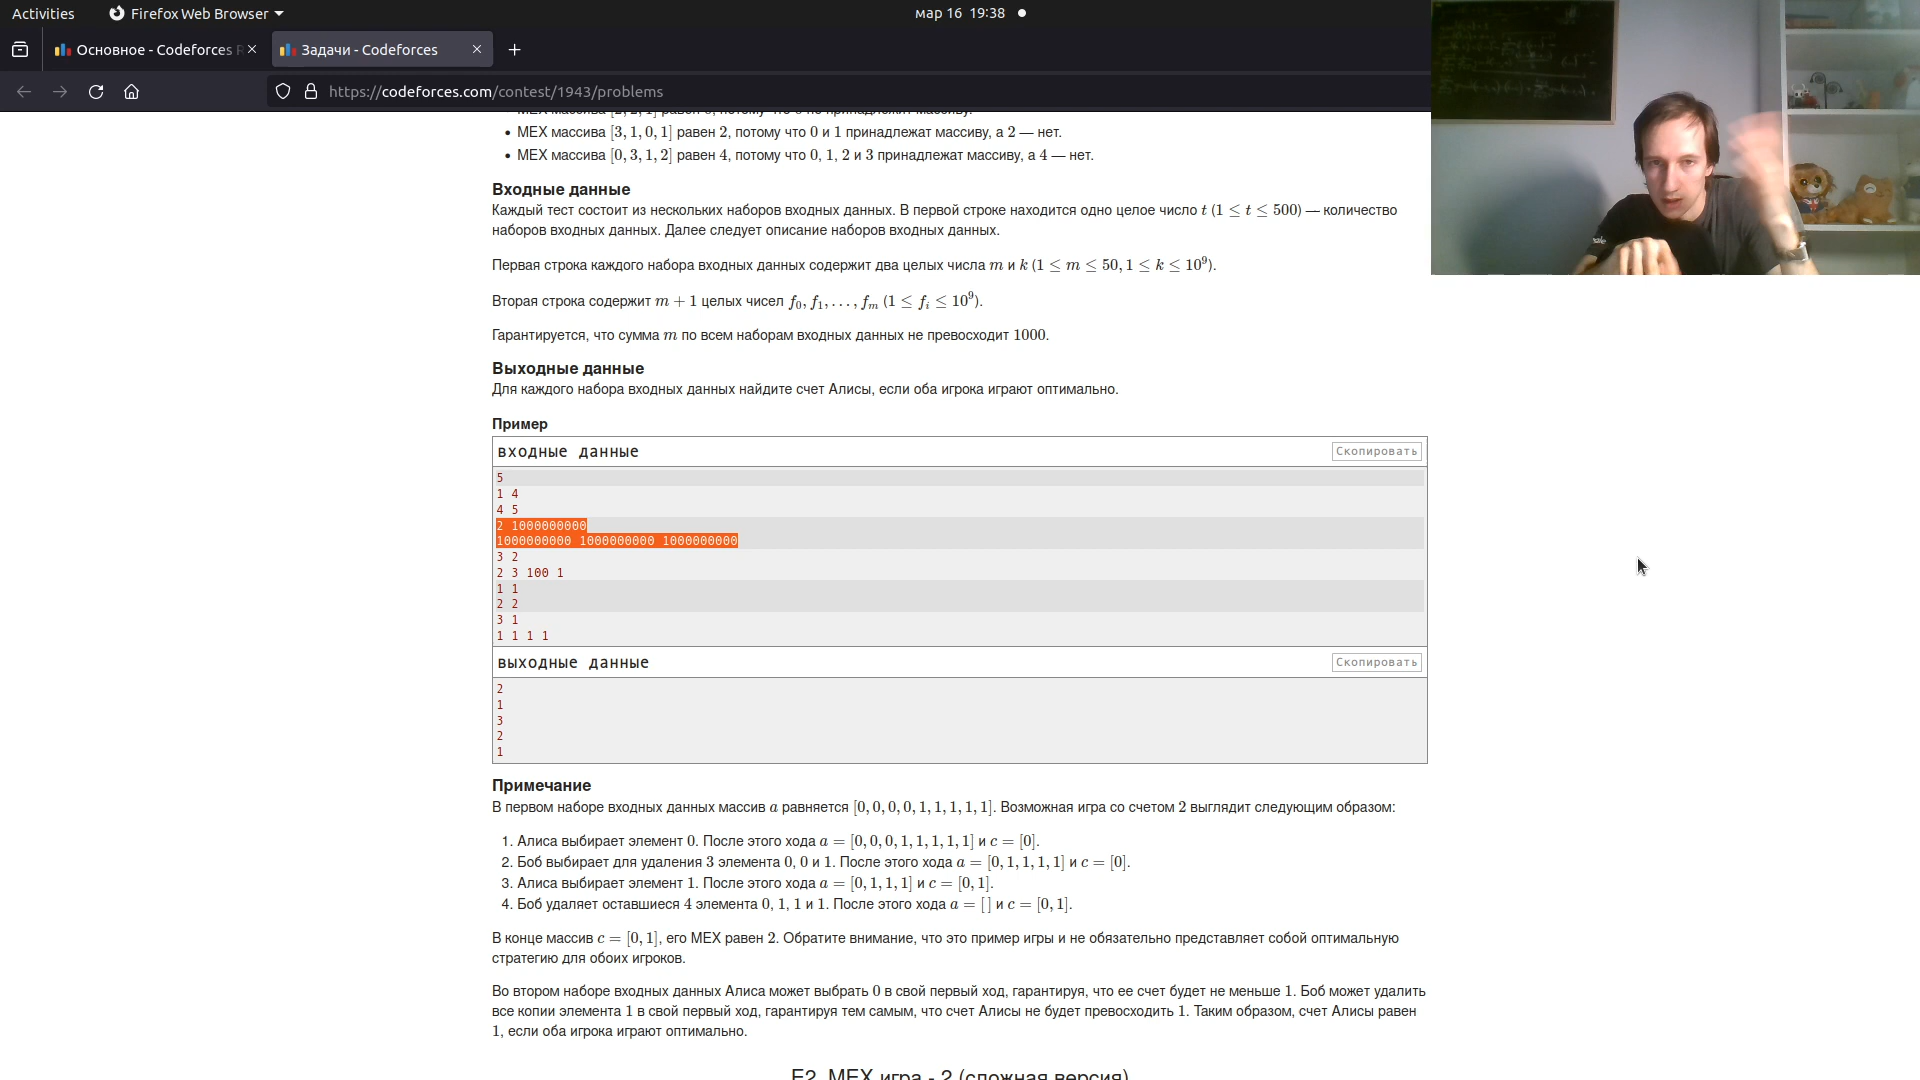 Activities
Firefox Web Browser
мар 16 19:38
Основное - Codeforces
Задачи - Codeforces
https://codeforces.com/contest/1943/problems
MEX массива [3, 1, 0, 1] равен 2, потому что 0 и 1 принадлежат массиву, а 2 — нет.
MEX массива [0, 3, 1, 2] равен 4, потому что 0, 1, 2 и 3 принадлежат массиву, а 4 — нет.
Входные данные
Каждый тест состоит из нескольких наборов входных данных. В первой строке находится одно целое число t (1 ≤ t ≤ 500) — количество
наборов входных данных. Далее следует описание наборов входных данных.
Первая строка каждого набора входных данных содержит два целых числа m и k (1 ≤ m ≤ 50, 1 ≤ k ≤ 10⁹).
Вторая строка содержит m + 1 целых чисел f₀, f₁, . . . , fₘ (1 ≤ fᵢ ≤ 10⁹).
Гарантируется, что сумма m по всем наборам входных данных не превосходит 1000.
Выходные данные
Для каждого набора входных данных найдите счет Алисы, если оба игрока играют оптимально.
Пример
входные данные
Скопировать
5
1 4
4 5
2 1000000000
1000000000 1000000000 1000000000
3 2
2 3 100 1
1 1
2 2
3 1
1 1 1 1
выходные данные
Скопировать
2
1
3
2
1
Примечание
В первом наборе входных данных массив a равняется [0, 0, 0, 0, 1, 1, 1, 1, 1]. Возможная игра со счетом 2 выглядит следующим образом:
1. Алиса выбирает элемент 0. После этого хода a = [0, 0, 0, 1, 1, 1, 1, 1] и c = [0].
2. Боб выбирает для удаления 3 элемента 0, 0 и 1. После этого хода a = [0, 1, 1, 1, 1] и c = [0].
3. Алиса выбирает элемент 1. После этого хода a = [0, 1, 1, 1] и c = [0, 1].
4. Боб удаляет оставшиеся 4 элемента 0, 1, 1 и 1. После этого хода a = [ ] и c = [0, 1].
В конце массив c = [0, 1], его MEX равен 2. Обратите внимание, что это пример игры и не обязательно представляет собой оптимальную
стратегию для обоих игроков.
Во втором наборе входных данных Алиса может выбрать 0 в свой первый ход, гарантируя, что ее счет будет не меньше 1. Боб может удалить
все копии элемента 1 в свой первый ход, гарантируя тем самым, что счет Алисы не будет превосходить 1. Таким образом, счет Алисы равен
1, если оба игрока играют оптимально.
E2. MEX игра - 2 (сложная версия)